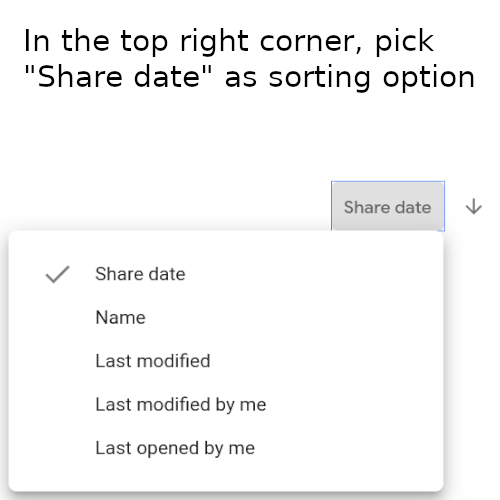 In the top right corner, pick
"Share date" as sorting option
Share date
Share date
Name
Last modified
Last modified by me
Last opened by me